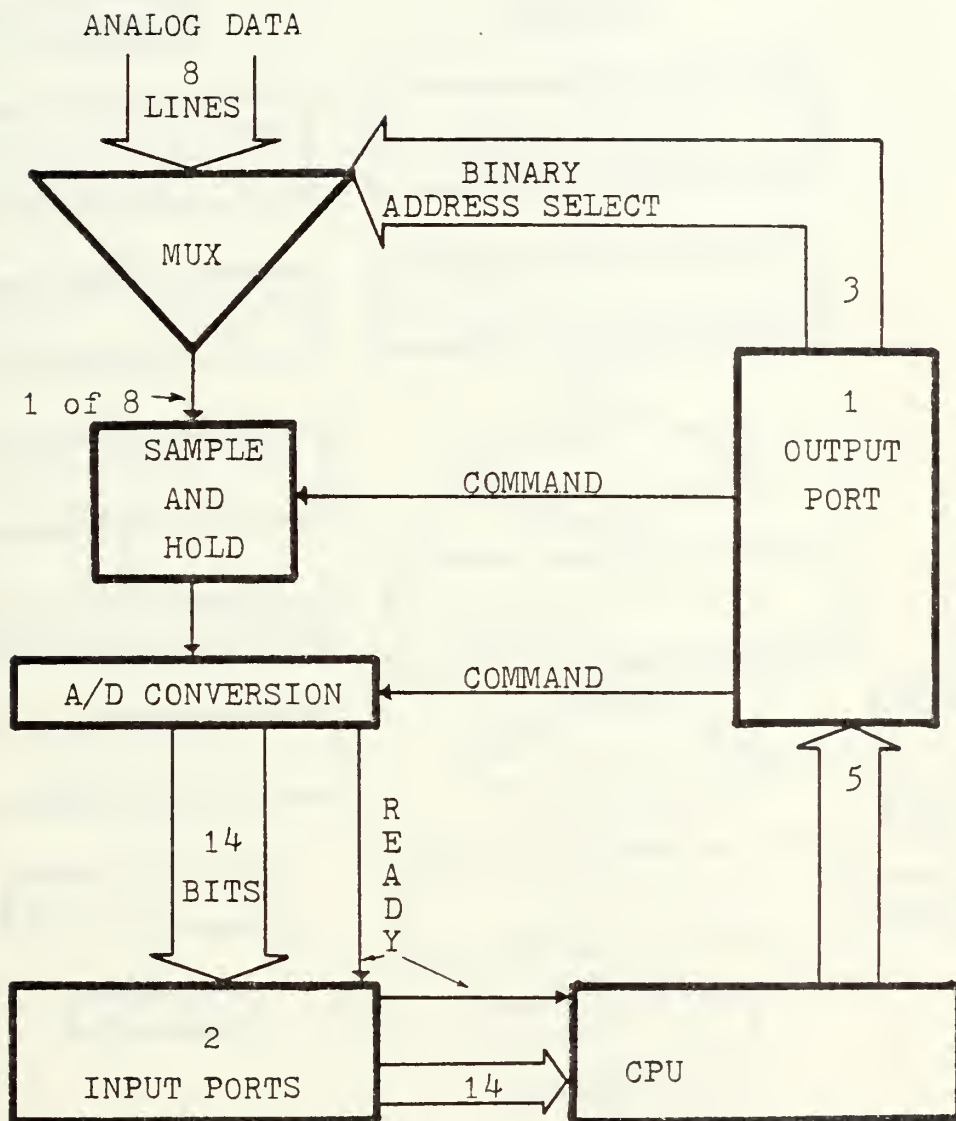 ANALOG DATA
8
LINES
BINARY
ADDRESS SELECT
MUX
3
1 of 8
1
OUTPUT
PORT
SAMPLE
AND
HOLD
COMMAND
A/D CONVERSION
COMMAND
5
14
BITS
READY
2
INPUT PORTS
14
CPU